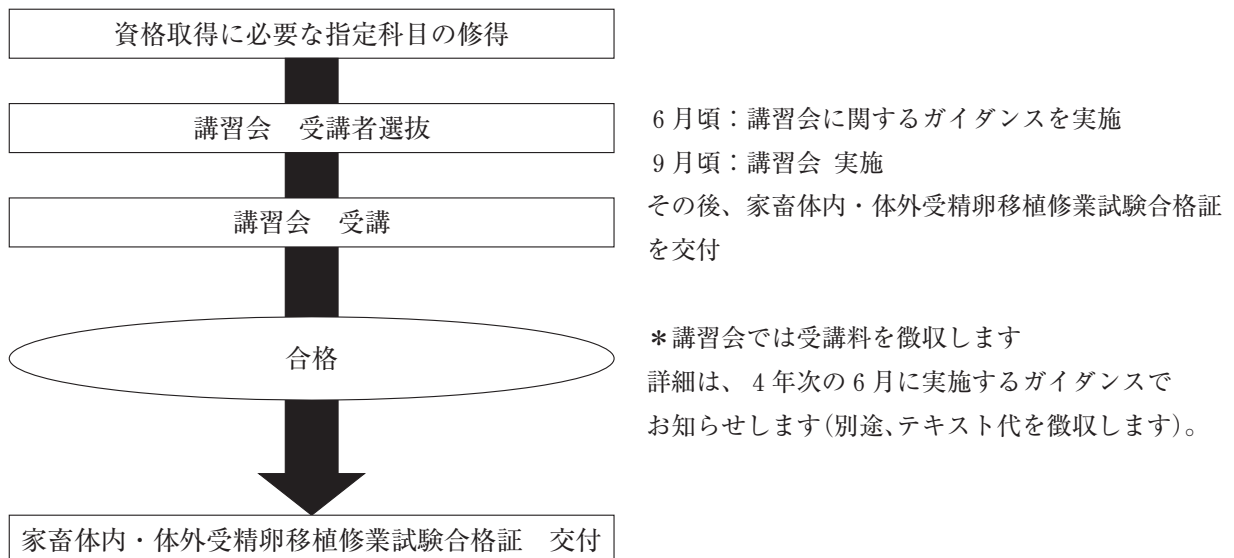 資格取得に必要な指定科目の修得
講習会　受講者選抜
講習会　受講
合格
家畜体内・体外受精卵移植修業試験合格証　交付
6月頃：講習会に関するガイダンスを実施
9月頃：講習会 実施
その後、家畜体内・体外受精卵移植修業試験合格証
を交付
＊講習会では受講料を徴収します
詳細は、4年次の6月に実施するガイダンスで
お知らせします（別途、テキスト代を徴収します）。